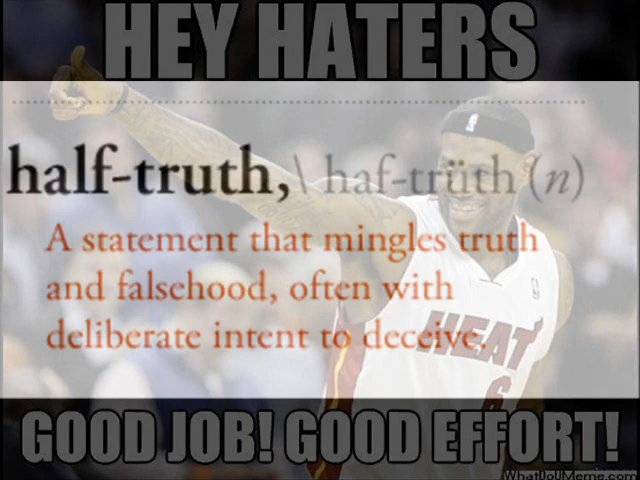 HEY HATERS
half-truth, \ haf-trüth (n)
A statement that mingles truth
and falsehood, often with
deliberate intent to deceive.
HEAT
6
GOOD JOB! GOOD EFFORT!
WhatDoUMeme.com